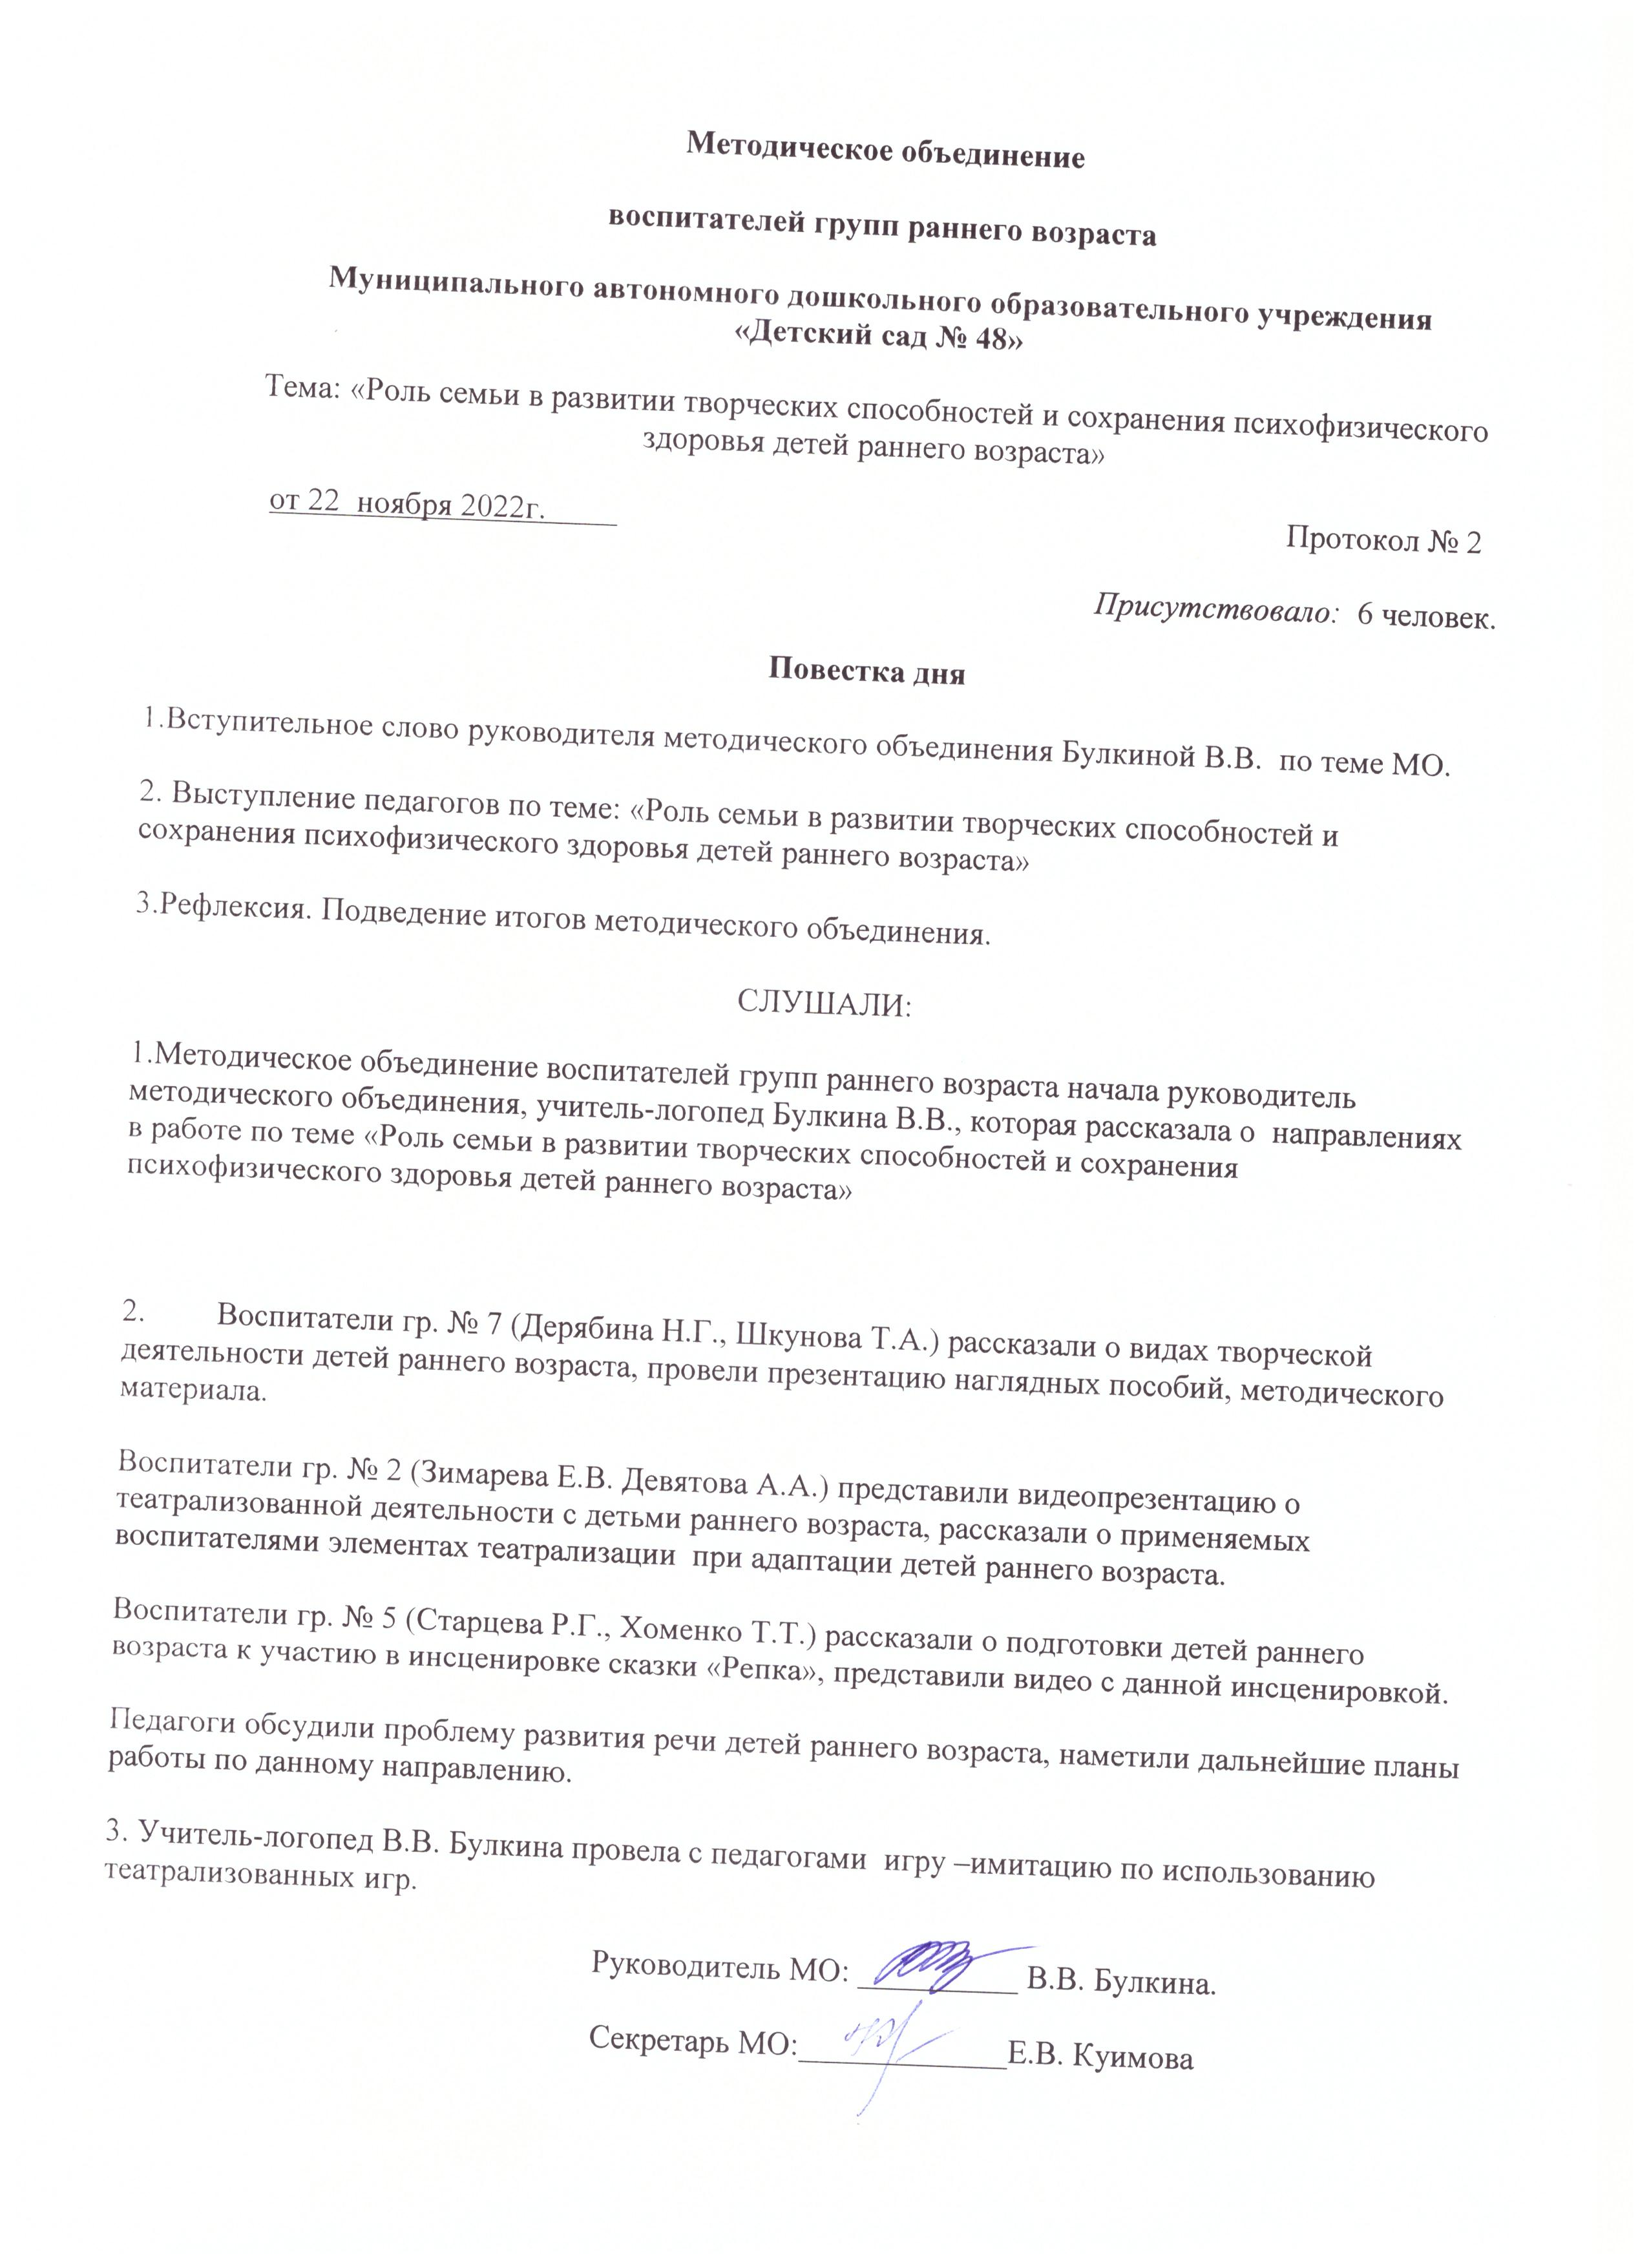 Методическое объединение
воспитателей групп раннего возраста
Муниципального автономного дошкольного образовательного учреждения
«Детский сад № 48»
Тема: «Роль семьи в развитии творческих способностей и сохранения психофизического
здоровья детей раннего возраста»
от 22  ноября 2022г.
Протокол № 2
Присутствовало:  6 человек.
Повестка дня
1.Вступительное слово руководителя методического объединения Булкиной В.В.  по теме МО.
2. Выступление педагогов по теме: «Роль семьи в развитии творческих способностей и
сохранения психофизического здоровья детей раннего возраста»
3.Рефлексия. Подведение итогов методического объединения.
СЛУШАЛИ:
1.Методическое объединение воспитателей групп раннего возраста начала руководитель
методического объединения, учитель-логопед Булкина В.В., которая рассказала о  направлениях
в работе по теме «Роль семьи в развитии творческих способностей и сохранения
психофизического здоровья детей раннего возраста»
2. Воспитатели гр. № 7 (Дерябина Н.Г., Шкунова Т.А.) рассказали о видах творческой
деятельности детей раннего возраста, провели презентацию наглядных пособий, методического
материала.
Воспитатели гр. № 2 (Зимарева Е.В. Девятова А.А.) представили видеопрезентацию о
театрализованной деятельности с детьми раннего возраста, рассказали о применяемых
воспитателями элементах театрализации  при адаптации детей раннего возраста.
Воспитатели гр. № 5 (Старцева Р.Г., Хоменко Т.Т.) рассказали о подготовки детей раннего
возраста к участию в инсценировке сказки «Репка», представили видео с данной инсценировкой.
Педагоги обсудили проблему развития речи детей раннего возраста, наметили дальнейшие планы
работы по данному направлению.
3. Учитель-логопед В.В. Булкина провела с педагогами  игру –имитацию по использованию
театрализованных игр.
Руководитель МО: __________ В.В. Булкина.
Секретарь МО:_____________Е.В. Куимова